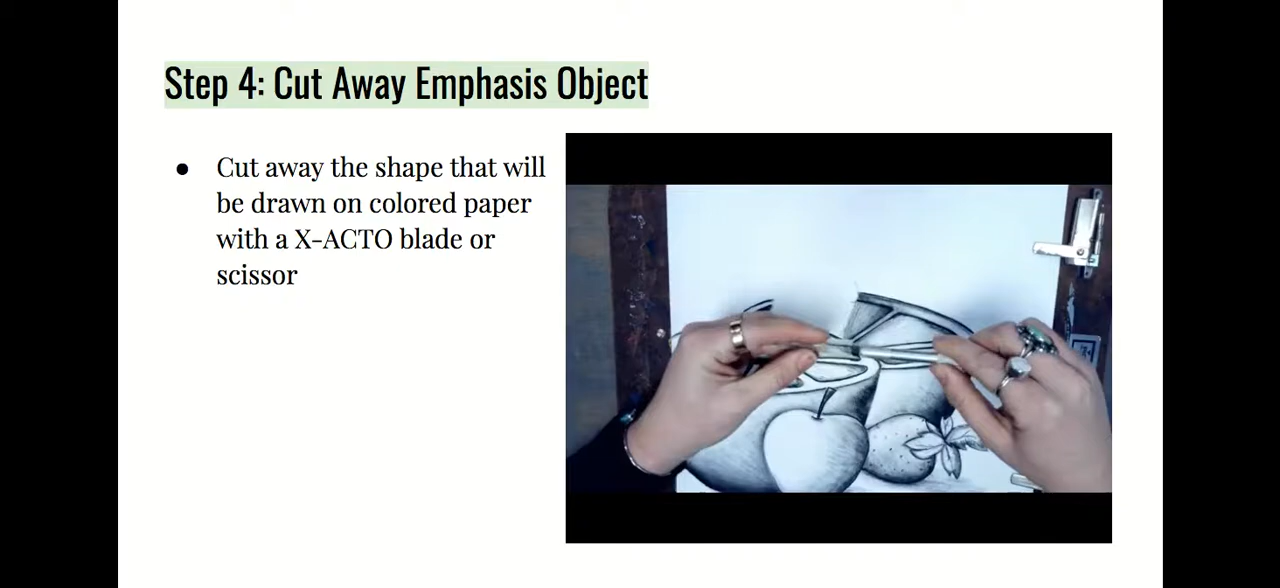 Step 4: Cut Away Emphasis Object
● Cut away the shape that will
be drawn on colored paper
with a X-ACTO blade or
scissor